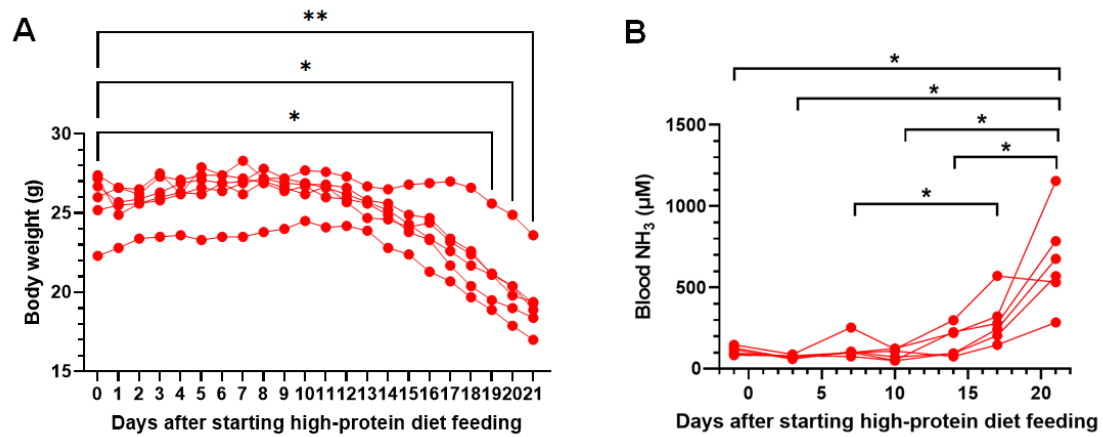 A
**
*
*
30
25
20
15
Body weight (g)
0 1 2 3 4 5 6 7 8 9 10 11 12 13 14 15 16 17 18 19 20 21
Days after starting high-protein diet feeding
B
*
*
*
*
*
1500
1000
500
0
Blood NH₃ (μM)
0 5 10 15 20
Days after starting high-protein diet feeding